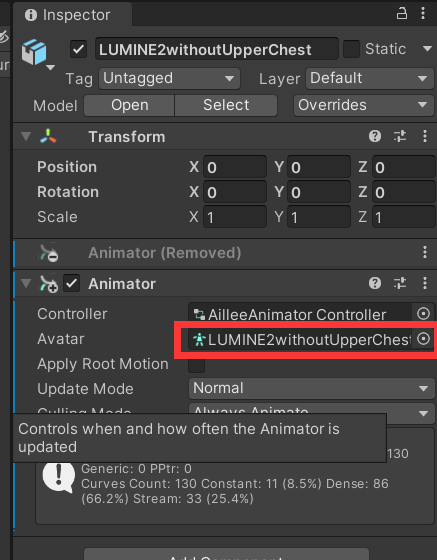 Inspector
LUMINE2withoutUpperChest Static
Tag Untagged Layer Default
Model Open Select Overrides
Transform
Position X 0 Y 0 Z 0
Rotation X 0 Y 0 Z 0
Scale X 1 Y 1 Z 1
Animator (Removed)
Animator
Controller AilleeAnimator Controller
Avatar LUMINE2withoutUpperChest
Apply Root Motion
Update Mode Normal
Culling Mode Always Animate
Controls when and how often the Animator is
updated
130
Generic: 0 PPtr: 0
Curves Count: 130 Constant: 11 (8.5%) Dense: 86
(66.2%) Stream: 33 (25.4%)